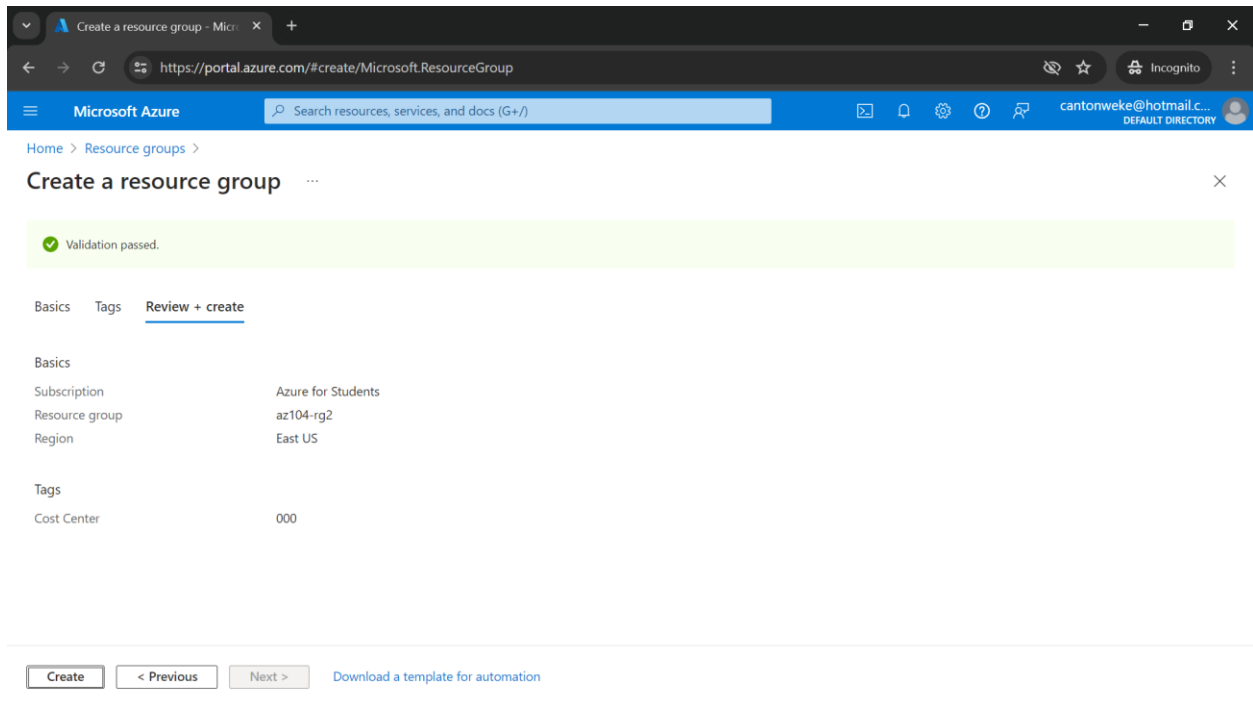 Create a resource group - Micr
https://portal.azure.com/#create/Microsoft.ResourceGroup
Incognito
Microsoft Azure
Search resources, services, and docs (G+/)
cantonweke@hotmail.c...
DEFAULT DIRECTORY
Home > Resource groups >
Create a resource group ...
Validation passed.
Basics Tags Review + create
Basics
Subscription Azure for Students
Resource group az104-rg2
Region East US
Tags
Cost Center 000
Create < Previous Next > Download a template for automation